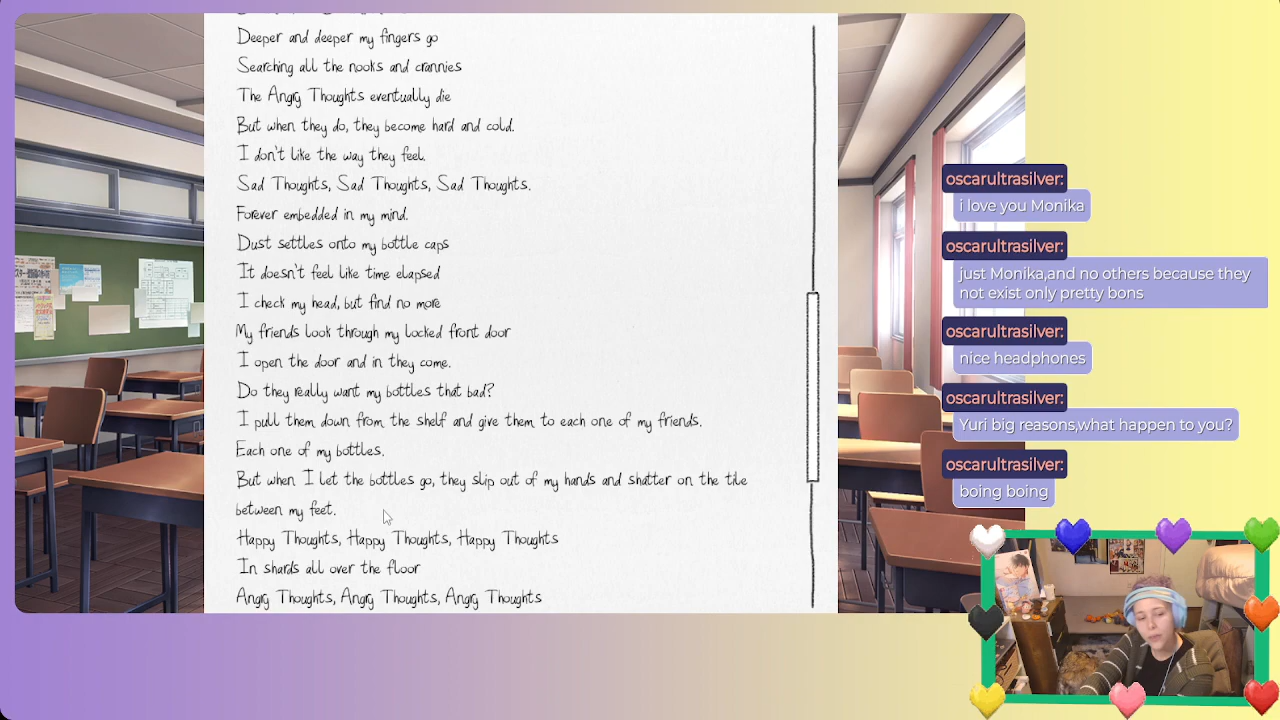 Deeper and deeper my fingers go
Searching all the nooks and crannies
The Angry Thoughts eventually die
But when they do, they become hard and cold.
I don't like the way they feel.
Sad Thoughts, Sad Thoughts, Sad Thoughts.
Forever embedded in my mind.
Dust settles onto my bottle caps
It doesn't feel like time elapsed
I check my head, but find no more
My friends look through my locked front door
I open the door and in they come.
Do they really want my bottles that bad?
I pull them down from the shelf and give them to each one of my friends.
Each one of my bottles.
But when I let the bottles go, they slip out of my hands and shatter on the tile
between my feet.
Happy Thoughts, Happy Thoughts, Happy Thoughts
In shards all over the floor
Angry Thoughts, Angry Thoughts, Angry Thoughts
oscarultrasilver:
i love you Monika
oscarultrasilver:
just Monika,and no others because they
not exist only pretty bons
oscarultrasilver:
nice headphones
oscarultrasilver:
Yuri big reasons,what happen to you?
oscarultrasilver:
boing boing